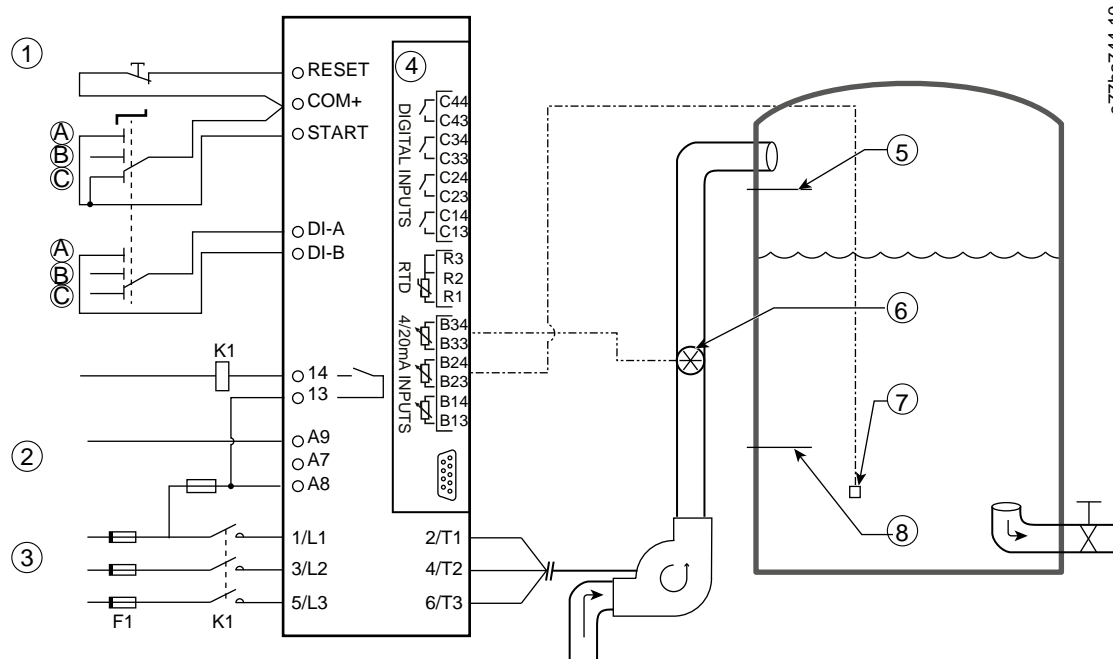 1
RESET
COM+
START
A
B
C
DI-A
DI-B
A
B
C
K1
14
13
2
A9
A7
A8
3
1/L1
3/L2
5/L3
F1
K1
2/T1
4/T2
6/T3
4
DIGITAL INPUTS
C44
C43
C34
C33
C24
C23
C14
C13
RTD
R3
R2
R1
4/20mA INPUTS
B34
B33
B24
B23
B14
B13
5
6
7
8